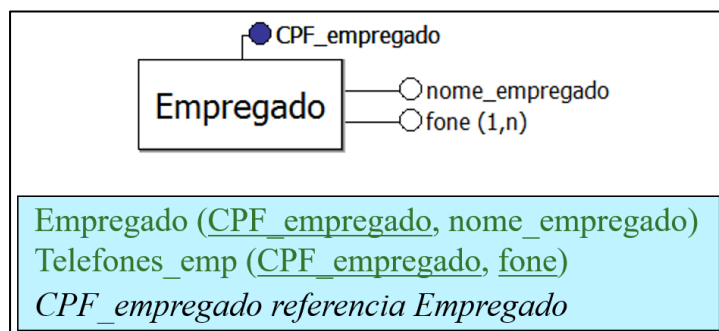 CPF_empregado
Empregado
nome_empregado
fone (1,n)
Empregado (CPF_empregado, nome_empregado)
Telefones_emp (CPF_empregado, fone)
CPF_empregado referencia Empregado